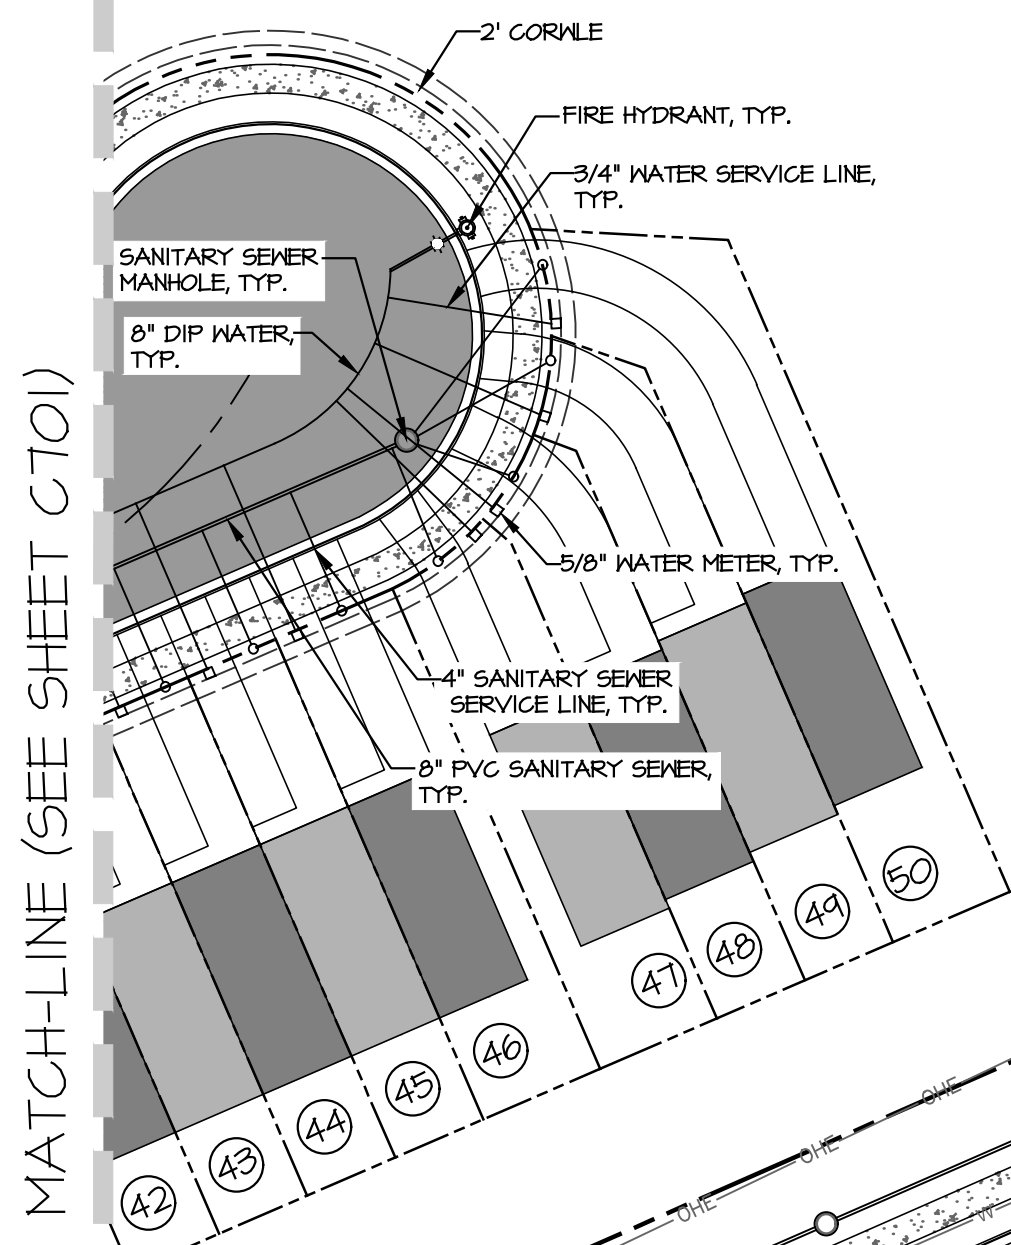 2' CORWLE
FIRE HYDRANT, TYP.
3/4" WATER SERVICE LINE,
TYP.
SANITARY SEWER
MANHOLE, TYP.
8" DIP WATER,
TYP.
MATCH-LINE (SEE SHEET C701)
5/8" WATER METER, TYP.
4" SANITARY SEWER
SERVICE LINE, TYP.
8" PVC SANITARY SEWER,
TYP.
50
49
48
47
46
45
44
43
42
OHE
OHE
OHE
W